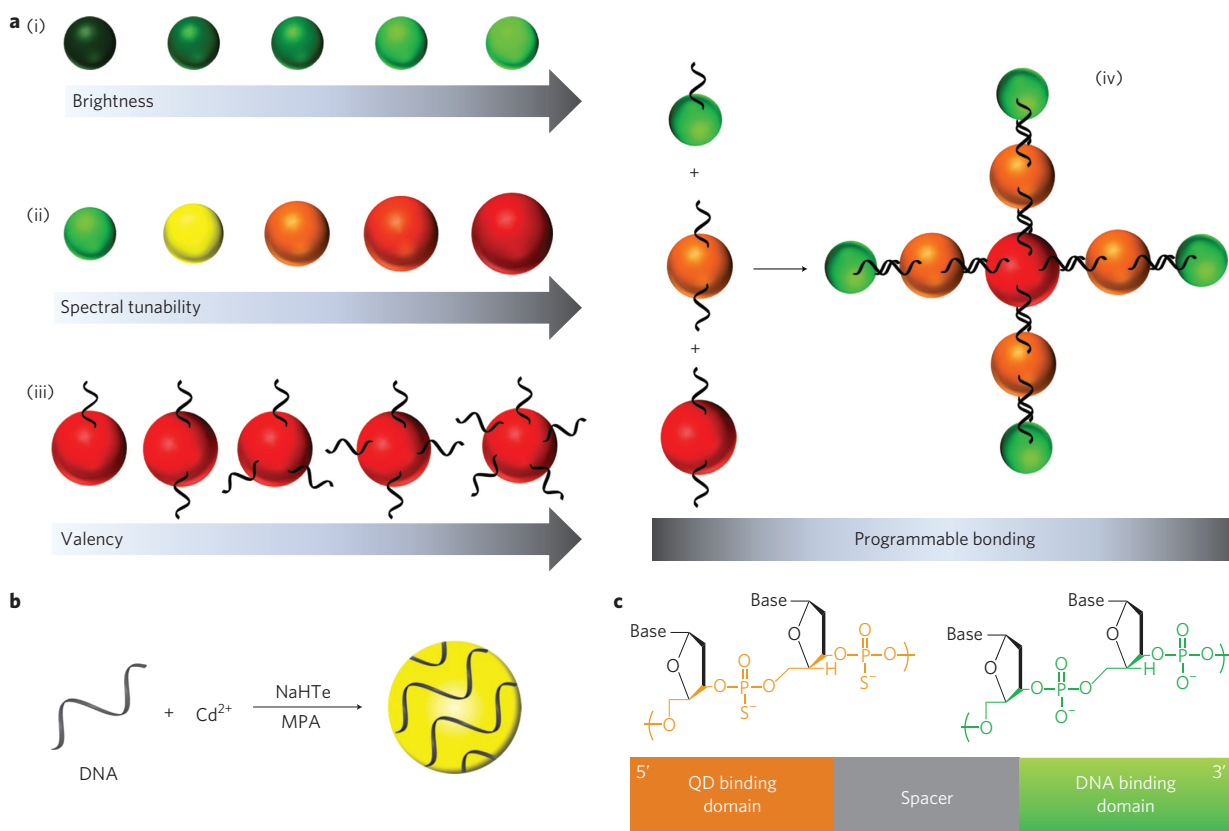 a (i)
Brightness
(ii)
Spectral tunability
(iii)
Valency
+
+
(iv)
Programmable bonding
b
DNA
+ Cd²⁺
NaHTe
MPA
c
Base
Base
O
O
O
O P O
H
S⁻
O
O P O
S⁻
O
Base
Base
O
O
O
O P O
H
O⁻
O
O P O
O⁻
O
5′ QD binding domain
Spacer
DNA binding domain 3′